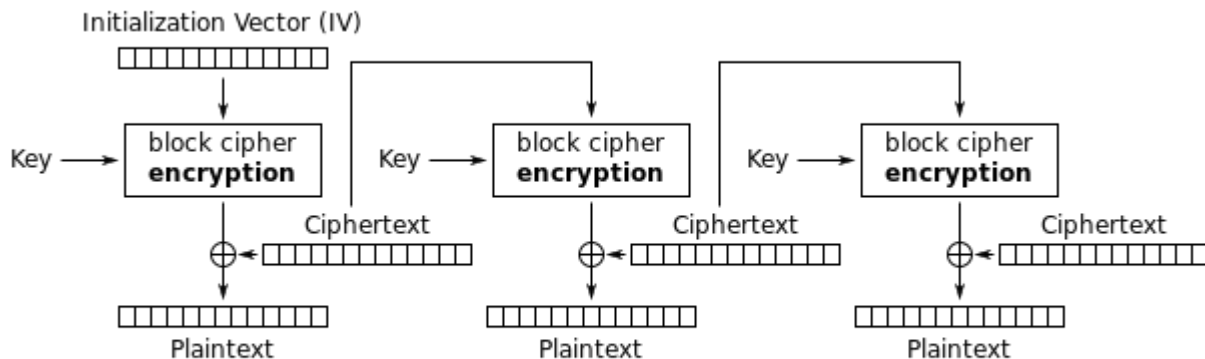 Initialization Vector (IV)
Key
block cipher
encryption
Key
block cipher
encryption
Key
block cipher
encryption
Ciphertext
Ciphertext
Ciphertext
Plaintext
Plaintext
Plaintext